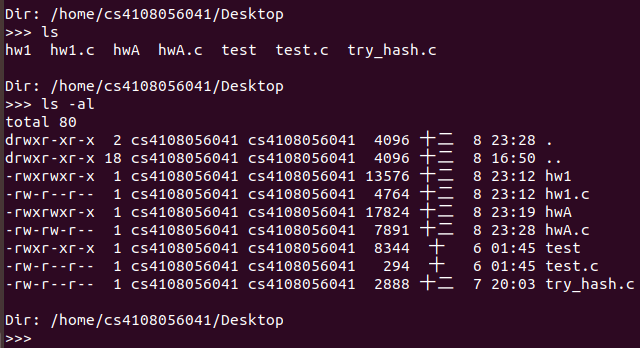 Dir: /home/cs4108056041/Desktop
>>> ls
hw1  hw1.c  hwA  hwA.c  test  test.c  try_hash.c
Dir: /home/cs4108056041/Desktop
>>> ls -al
total 80
drwxr-xr-x  2 cs4108056041 cs4108056041  4096 十二  8 23:28 .
drwxr-xr-x 18 cs4108056041 cs4108056041  4096 十二  8 16:50 ..
-rwxrwxr-x  1 cs4108056041 cs4108056041 13576 十二  8 23:12 hw1
-rw-r--r--  1 cs4108056041 cs4108056041  4764 十二  8 23:12 hw1.c
-rwxrwxr-x  1 cs4108056041 cs4108056041 17824 十二  8 23:19 hwA
-rw-rw-r--  1 cs4108056041 cs4108056041  7891 十二  8 23:28 hwA.c
-rwxr-xr-x  1 cs4108056041 cs4108056041  8344  十   6 01:45 test
-rw-r--r--  1 cs4108056041 cs4108056041   294  十   6 01:45 test.c
-rw-r--r--  1 cs4108056041 cs4108056041  2888 十二  7 20:03 try_hash.c
Dir: /home/cs4108056041/Desktop
>>>